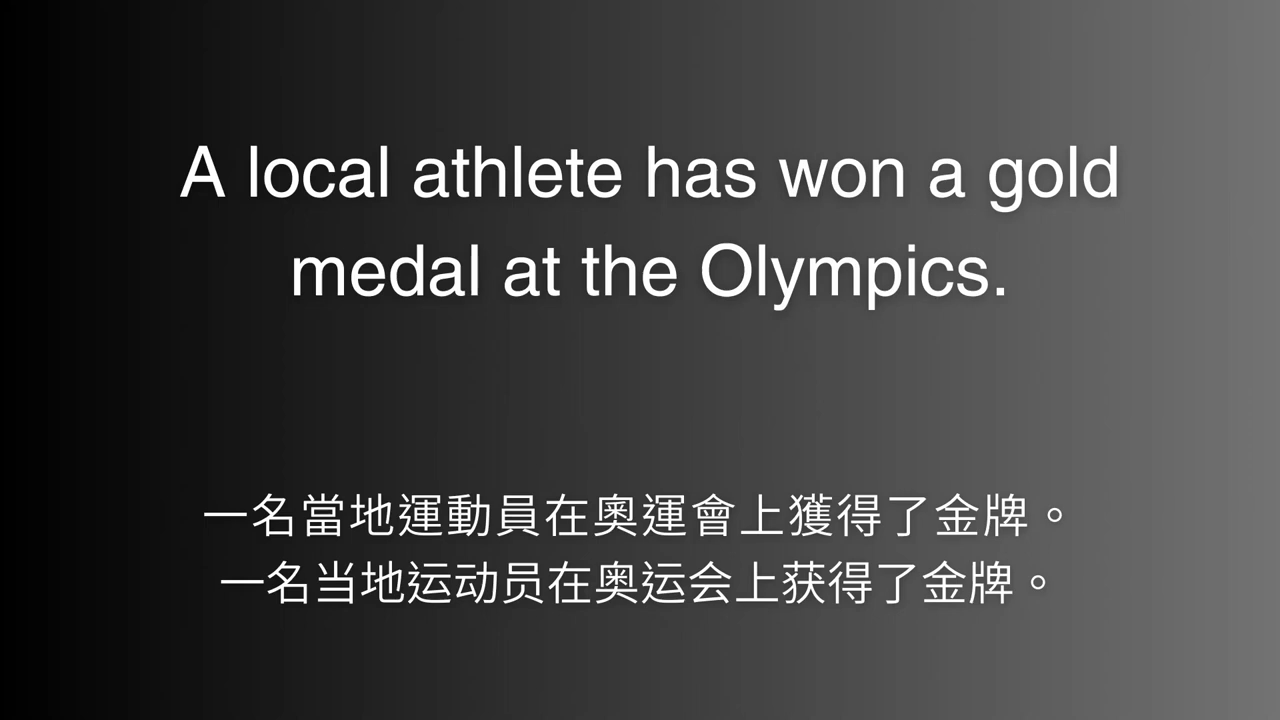 A local athlete has won a gold
medal at the Olympics.
一名當地運動員在奧運會上獲得了金牌。
一名当地运动员在奥运会上获得了金牌。